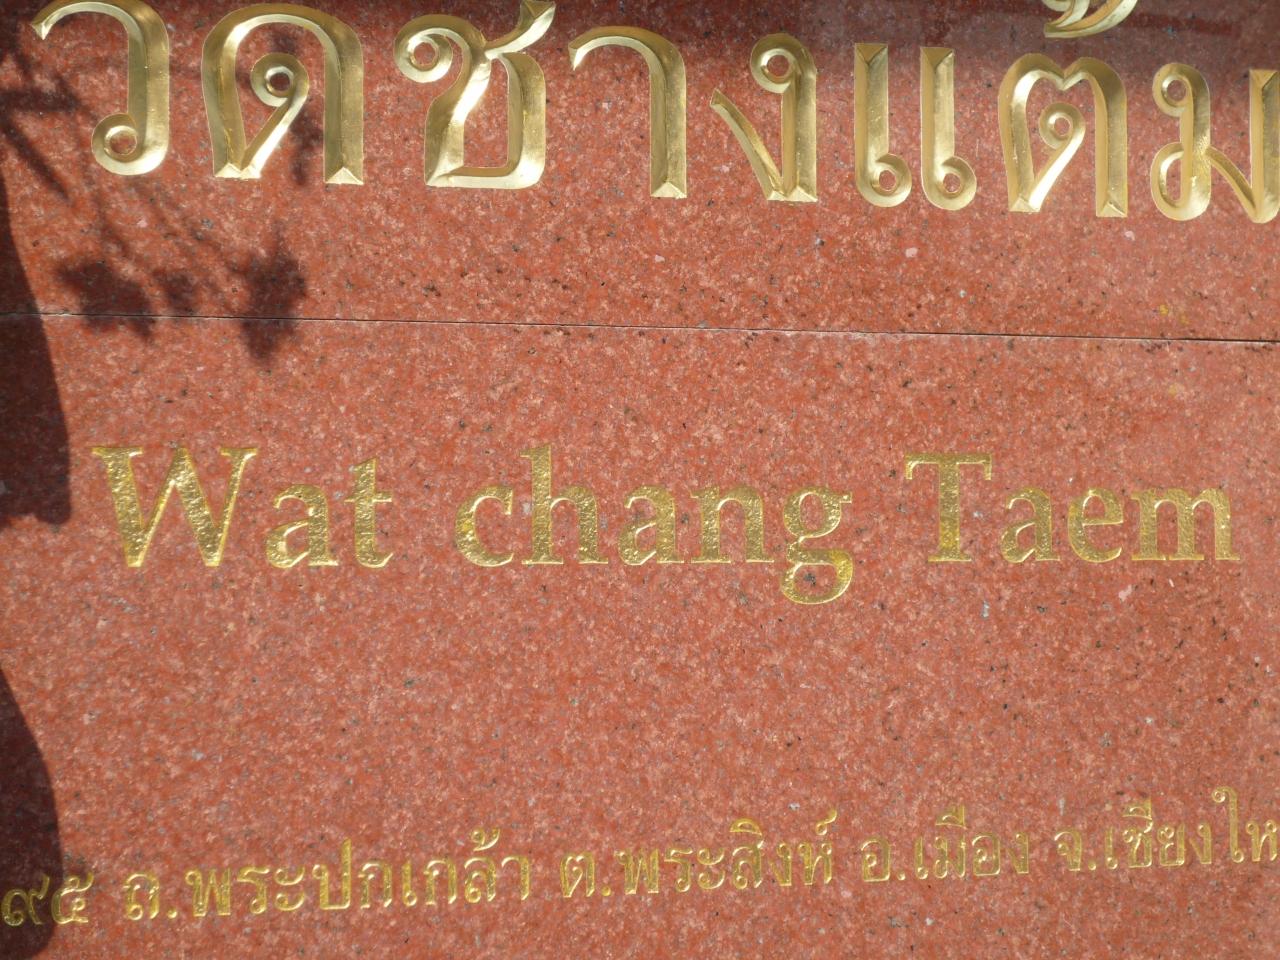 วัดช่างแต้ม
Wat chang Taem
๙๕ ถ.พระปกเกล้า ต.พระสิงห์ อ.เมือง จ.เชียงให